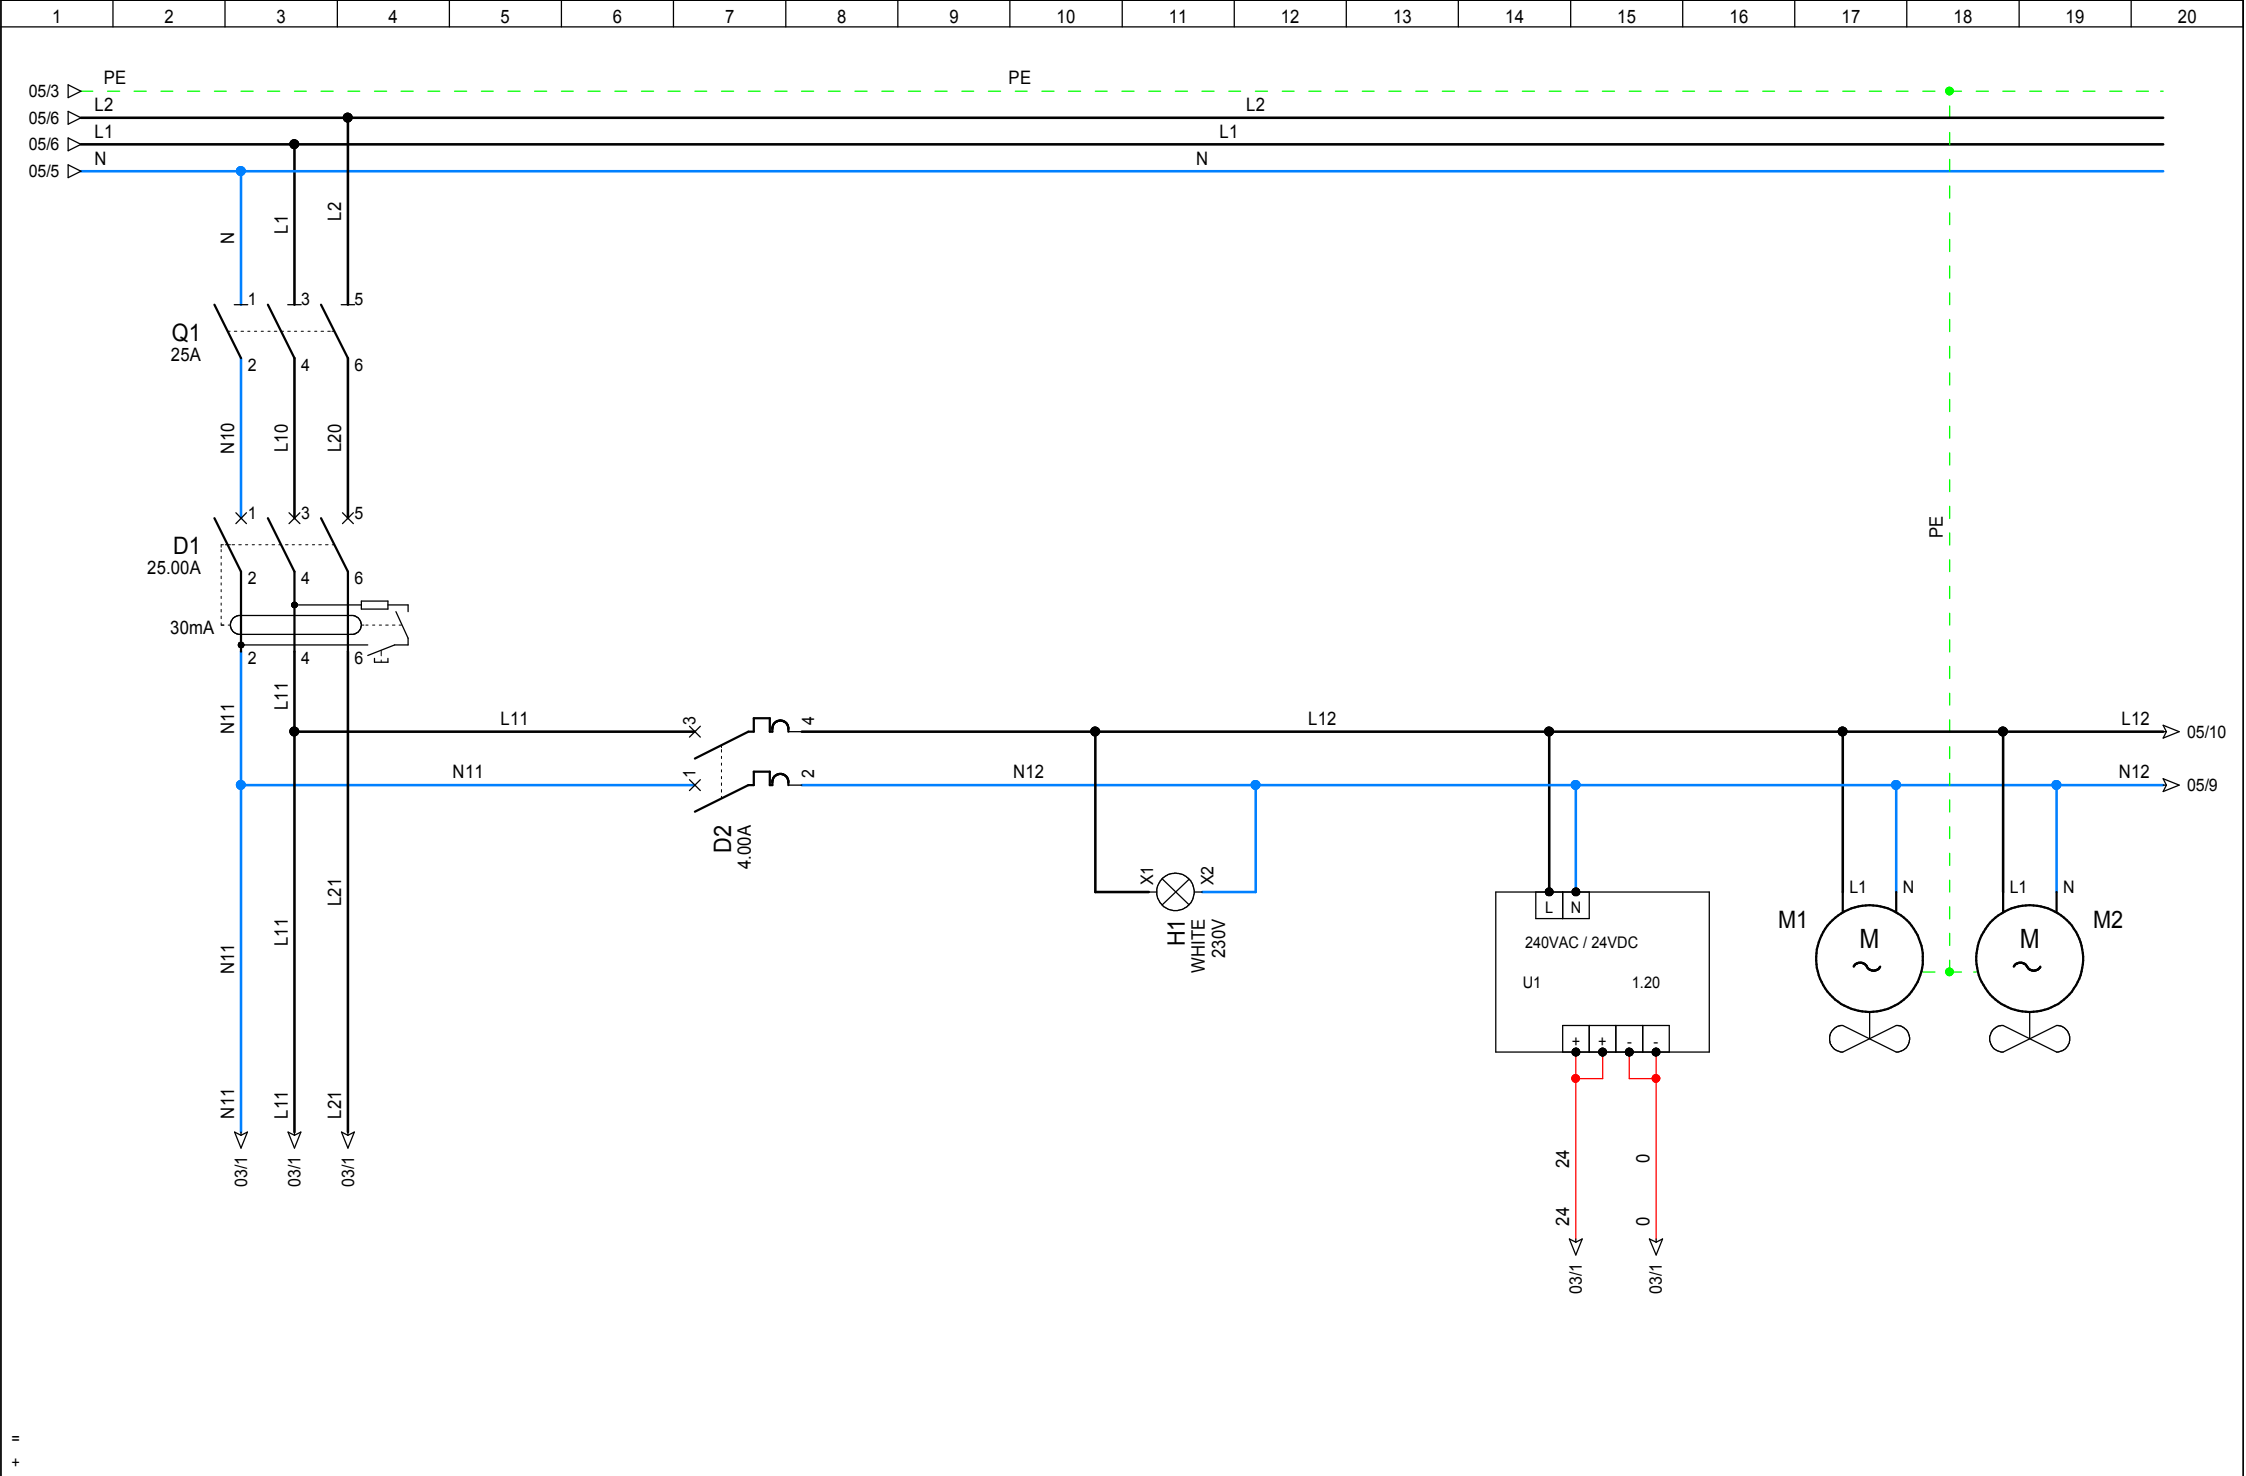 1 2 3 4 5 6 7 8 9 10 11 12 13 14 15 16 17 18 19 20
05/3 PE PE
05/6 L2 L2
05/6 L1 L1
05/5 N N
N L1 L2
1 3 5
Q1
25A
2 4 6
N10 L10 L20
PE
1 3 5
D1
25.00A
2 4 6
30mA
2 4 6
N11 L11
L11 3 4 L12 L12 05/10
N11 1 2 N12 N12 05/9
D2
4.00A
L21
X1 X2
H1
WHITE
230V
L N
240VAC / 24VDC
U1 1.20
+ + - -
L1 N
M1
M
L1 N
M2
M
N11 L11
N11 L11 L21
03/1 03/1 03/1
24 0
24 0
03/1 03/1
=
+